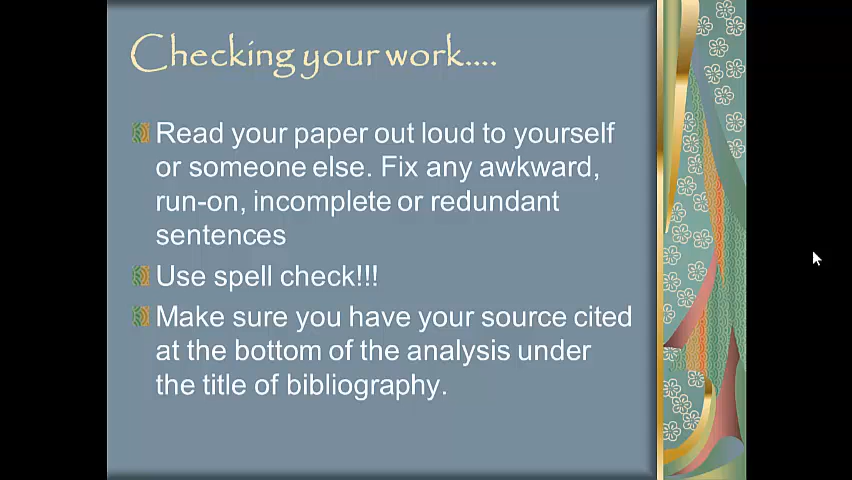 Checking your work....
Read your paper out loud to yourself
or someone else. Fix any awkward,
run-on, incomplete or redundant
sentences
Use spell check!!!
Make sure you have your source cited
at the bottom of the analysis under
the title of bibliography.